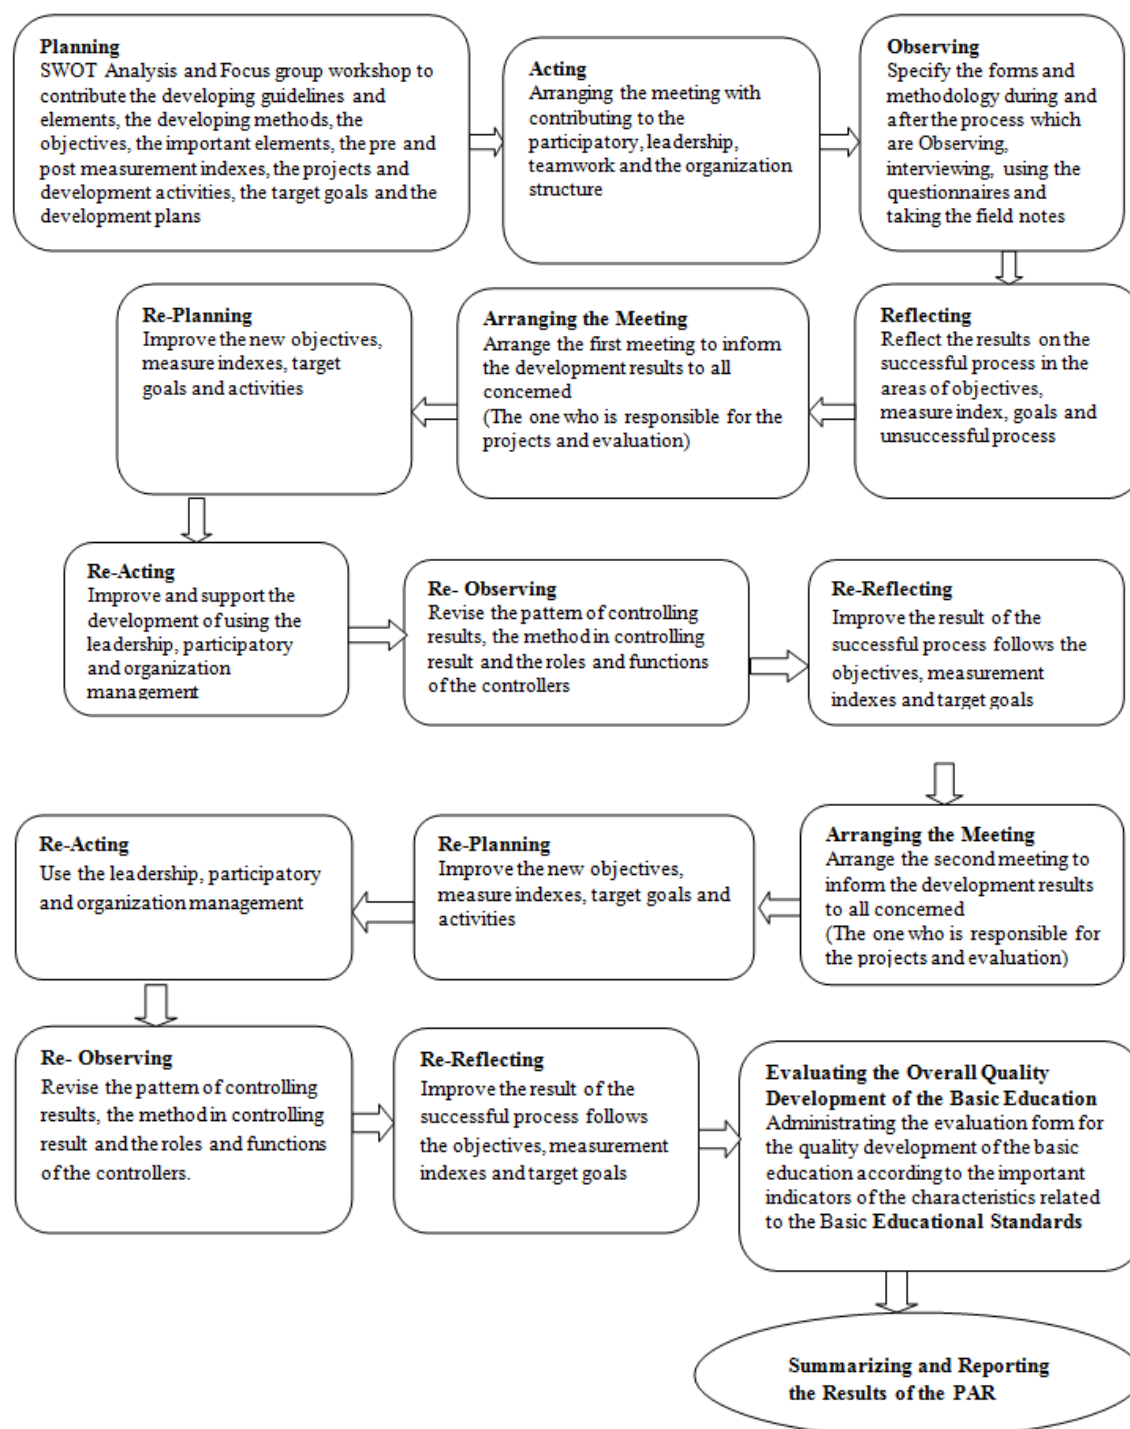 Planning
SWOT Analysis and Focus group workshop to
contribute the developing guidelines and
elements, the developing methods, the
objectives, the important elements, the pre and
post measurement indexes, the projects and
development activities, the target goals and the
development plans
Acting
Arranging the meeting with
contributing to the
participatory, leadership,
teamwork and the organization
structure
Observing
Specify the forms and
methodology during and
after the process which
are Observing,
interviewing, using the
questionnaires and
taking the field notes
Reflecting
Reflect the results on the
successful process in the
areas of objectives,
measure index, goals and
unsuccessful process
Arranging the Meeting
Arrange the first meeting to inform
the development results to all
concerned
(The one who is responsible for the
projects and evaluation)
Re-Planning
Improve the new objectives,
measure indexes, target
goals and activities
Re-Acting
Improve and support the
development of using the
leadership, participatory
and organization
management
Re- Observing
Revise the pattern of controlling
results, the method in controlling
result and the roles and functions
of the controllers
Re-Reflecting
Improve the result of the
successful process follows the
objectives, measurement
indexes and target goals
Arranging the Meeting
Arrange the second meeting to
inform the development results
to all concerned
(The one who is responsible for
the projects and evaluation)
Re-Planning
Improve the new objectives,
measure indexes, target goals and
activities
Re-Acting
Use the leadership, participatory
and organization management
Re- Observing
Revise the pattern of controlling
results, the method in controlling
result and the roles and functions
of the controllers.
Re-Reflecting
Improve the result of the
successful process follows
the objectives, measurement
indexes and target goals
Evaluating the Overall Quality
Development of the Basic Education
Administrating the evaluation form for
the quality development of the basic
education according to the important
indicators of the characteristics related
to the Basic Educational Standards
Summarizing and Reporting
the Results of the PAR